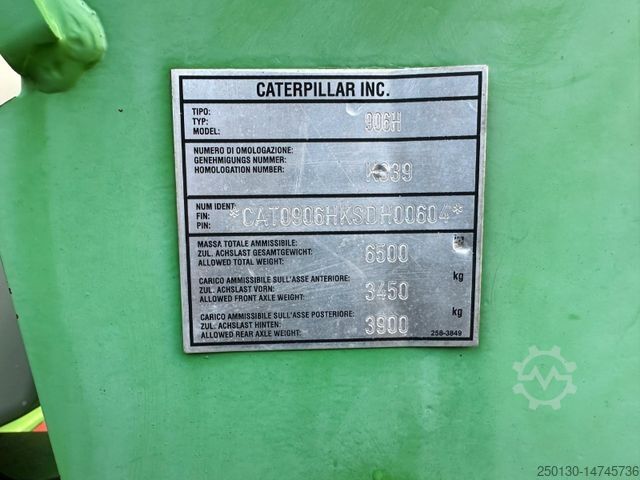 CATERPILLAR INC.
TIPO:
TYP:
MODEL: 906H
NUMERO DI OMOLOGAZIONE:
GENEHMIGUNGS NUMMER:
HOMOLOGATION NUMBER: K939
NUM IDENT:
FIN:
PIN: *CAT0906HKSDH00604*
MASSA TOTALE AMMISSIBILE: kg
ZUL. ACHSLAST GESAMTGEWICHT: 6500
ALLOWED TOTAL WEIGHT:
CARICO AMMISSIBILE SULL'ASSE ANTERIORE: kg
ZUL. ACHSLAST VORN: 3450
ALLOWED FRONT AXLE WEIGHT:
CARICO AMMISSIBILE SULL'ASSE POSTERIORE: kg
ZUL. ACHSLAST HINTEN: 3900
ALLOWED REAR AXLE WEIGHT: 258-3849
250130-14745736